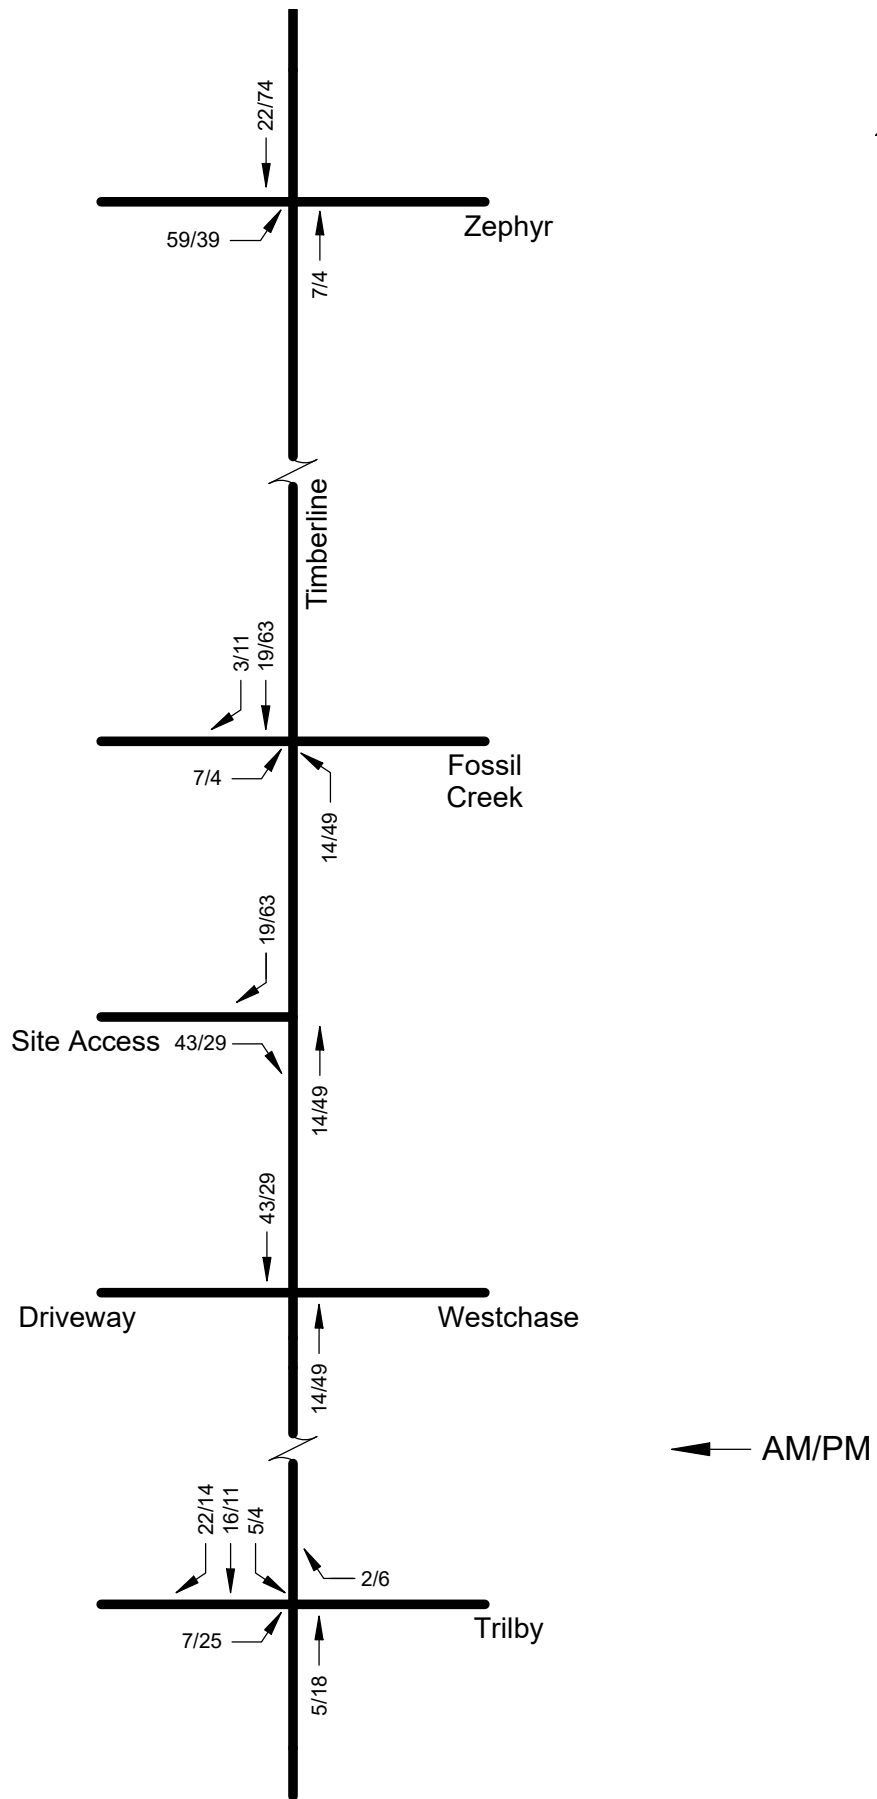 22/74
Zephyr
59/39
7/4
Timberline
3/11
19/63
Fossil
Creek
7/4
14/49
19/63
Site Access
43/29
14/49
43/29
Driveway
Westchase
14/49
AM/PM
22/14
16/11
5/4
2/6
Trilby
7/25
5/18